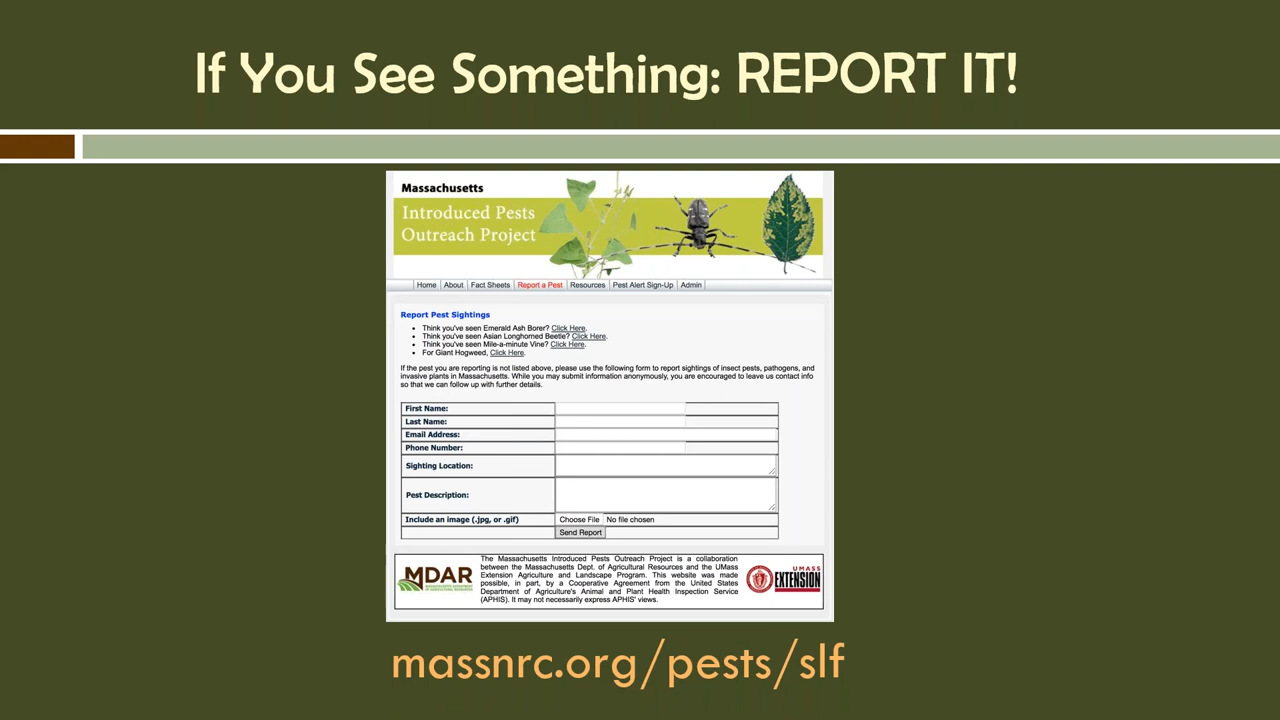 If You See Something: REPORT IT!
Massachusetts
Introduced Pests
Outreach Project
Home About Fact Sheets Report a Pest Resources Pest Alert Sign-Up Admin
Report Pest Sightings
• Think you've seen Emerald Ash Borer? Click Here.
• Think you've seen Asian Longhorned Beetle? Click Here.
• Think you've seen Mile-a-minute Vine? Click Here.
• For Giant Hogweed, Click Here.
If the pest you are reporting is not listed above, please use the following form to report sightings of insect pests, pathogens, and
invasive plants in Massachusetts. While you may submit information anonymously, you are encouraged to leave us contact info
so that we can follow up with further details.
First Name:
Last Name:
Email Address:
Phone Number:
Sighting Location:
Pest Description:
Include an image (.jpg, or .gif) Choose File No file chosen
Send Report
MDAR
MASSACHUSETTS DEPARTMENT
OF AGRICULTURAL RESOURCES
The Massachusetts Introduced Pests Outreach Project is a collaboration
between the Massachusetts Dept. of Agricultural Resources and the UMass
Extension Agriculture and Landscape Program. This website was made
possible, in part, by a Cooperative Agreement from the United States
Department of Agriculture's Animal and Plant Health Inspection Service
(APHIS). It may not necessarily express APHIS' views.
UMASS
EXTENSION
massnrc.org/pests/slf